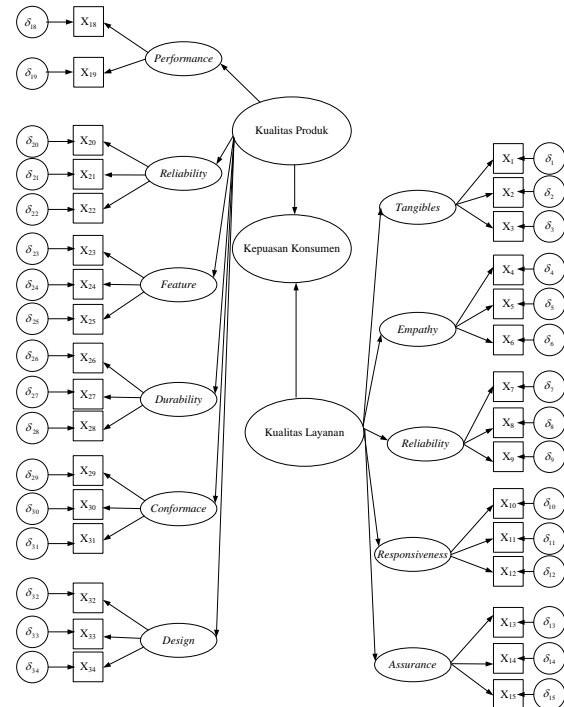 δ18 X18
δ19 X19
Performance
Kualitas Produk
δ20 X20
δ21 X21
δ22 X22
Reliability
δ23 X23
δ24 X24
δ25 X25
Feature
δ26 X26
δ27 X27
δ28 X28
Durability
δ29 X29
δ30 X30
δ31 X31
Conformace
δ32 X32
δ33 X33
δ34 X34
Design
Kepuasan Konsumen
Kualitas Layanan
Tangibles
X1 δ1
X2 δ2
X3 δ3
Empathy
X4 δ4
X5 δ5
X6 δ6
Reliability
X7 δ7
X8 δ8
X9 δ9
Responsiveness
X10 δ10
X11 δ11
X12 δ12
Assurance
X13 δ13
X14 δ14
X15 δ15